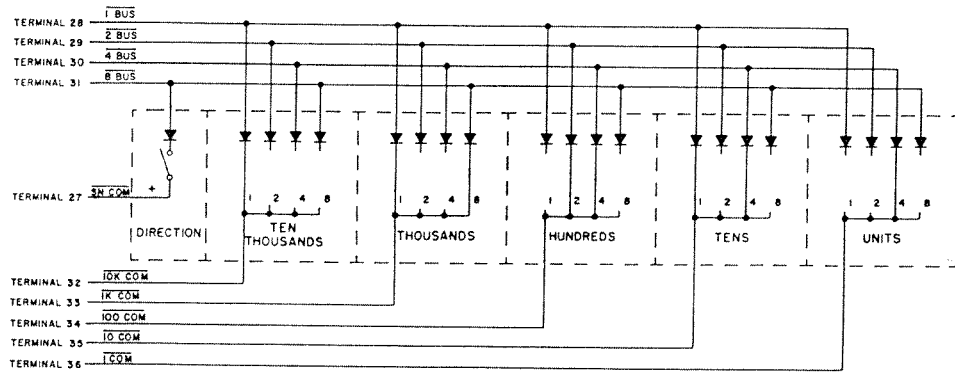 TERMINAL 28 1 BUS
TERMINAL 29 2 BUS
TERMINAL 30 4 BUS
TERMINAL 31 8 BUS
TERMINAL 27 SN COM +
1 2 4 8 1 2 4 8 1 2 4 8 1 2 4 8 1 2 4 8
DIRECTION TEN THOUSANDS THOUSANDS HUNDREDS TENS UNITS
TERMINAL 32 10K COM
TERMINAL 33 1K COM
TERMINAL 34 100 COM
TERMINAL 35 10 COM
TERMINAL 36 1 COM